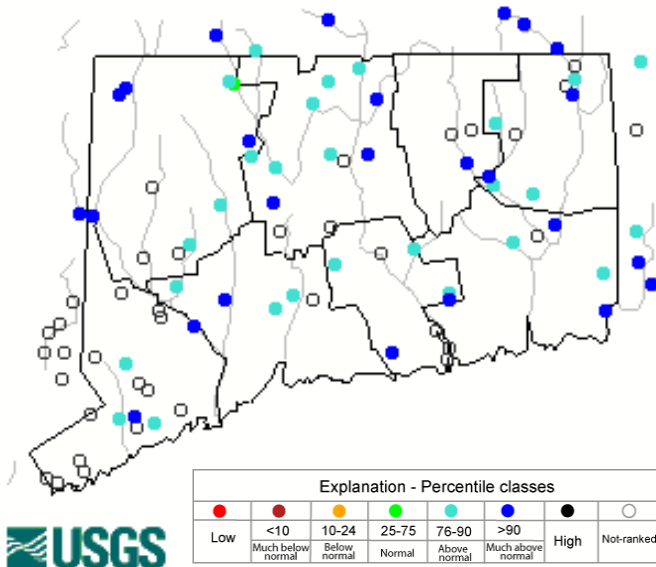 Explanation - Percentile classes
Low <10 10-24 25-75 76-90 >90 High Not-ranked
Much below normal Below normal Normal Above normal Much above normal
USGS